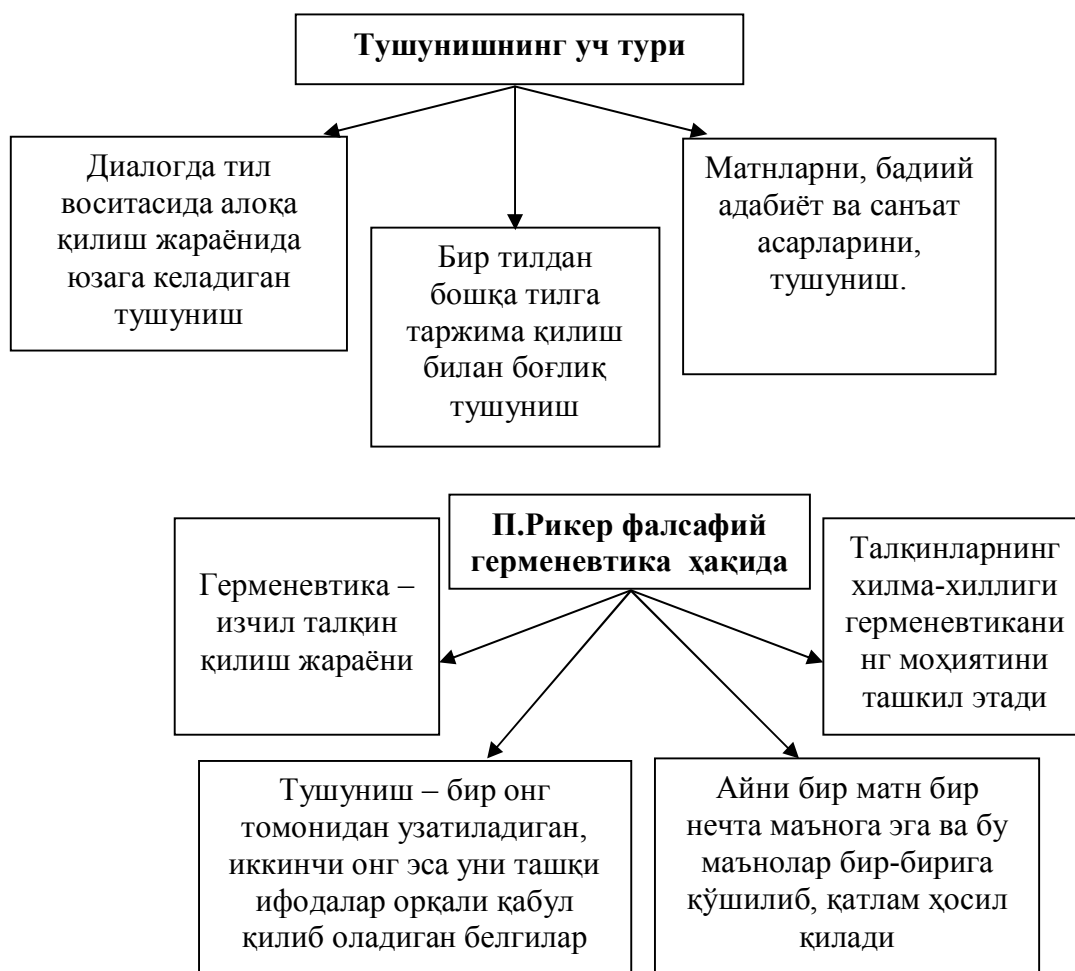 Тушунишнинг уч тури
Диалогда тил
воситасида алоқа
қилиш жараёнида
юзага келадиган
тушуниш
Бир тилдан
бошқа тилга
таржима қилиш
билан боғлиқ
тушуниш
Матнларни, бадиий
адабиёт ва санъат
асарларини,
тушуниш.
П.Рикер фалсафий
герменевтика ҳақида
Герменевтика –
изчил талқин
қилиш жараёни
Талқинларнинг
хилма-хиллиги
герменевтикани
нг моҳиятини
ташкил этади
Тушуниш – бир онг
томонидан узатиладиган,
иккинчи онг эса уни ташқи
ифодалар орқали қабул
қилиб оладиган белгилар
Айни бир матн бир
нечта маънога эга ва бу
маънолар бир-бирига
қўшилиб, қатлам ҳосил
қилади